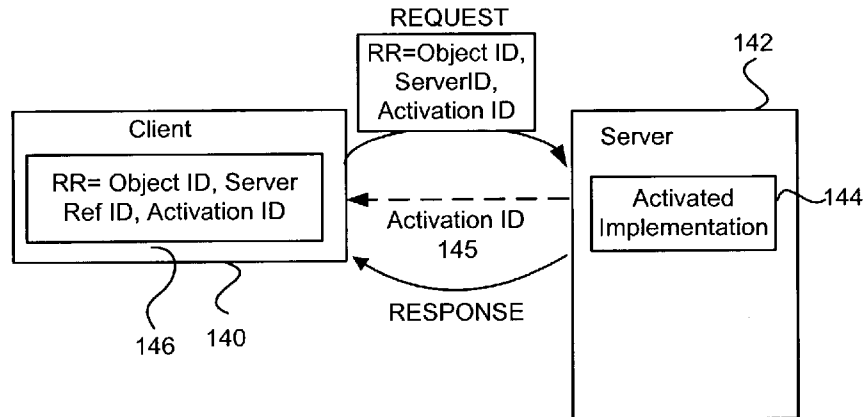 REQUEST
RR=Object ID,
ServerID,
Activation ID
142
Client
RR= Object ID, Server
Ref ID, Activation ID
Server
Activated
Implementation
144
Activation ID
145
RESPONSE
146
140